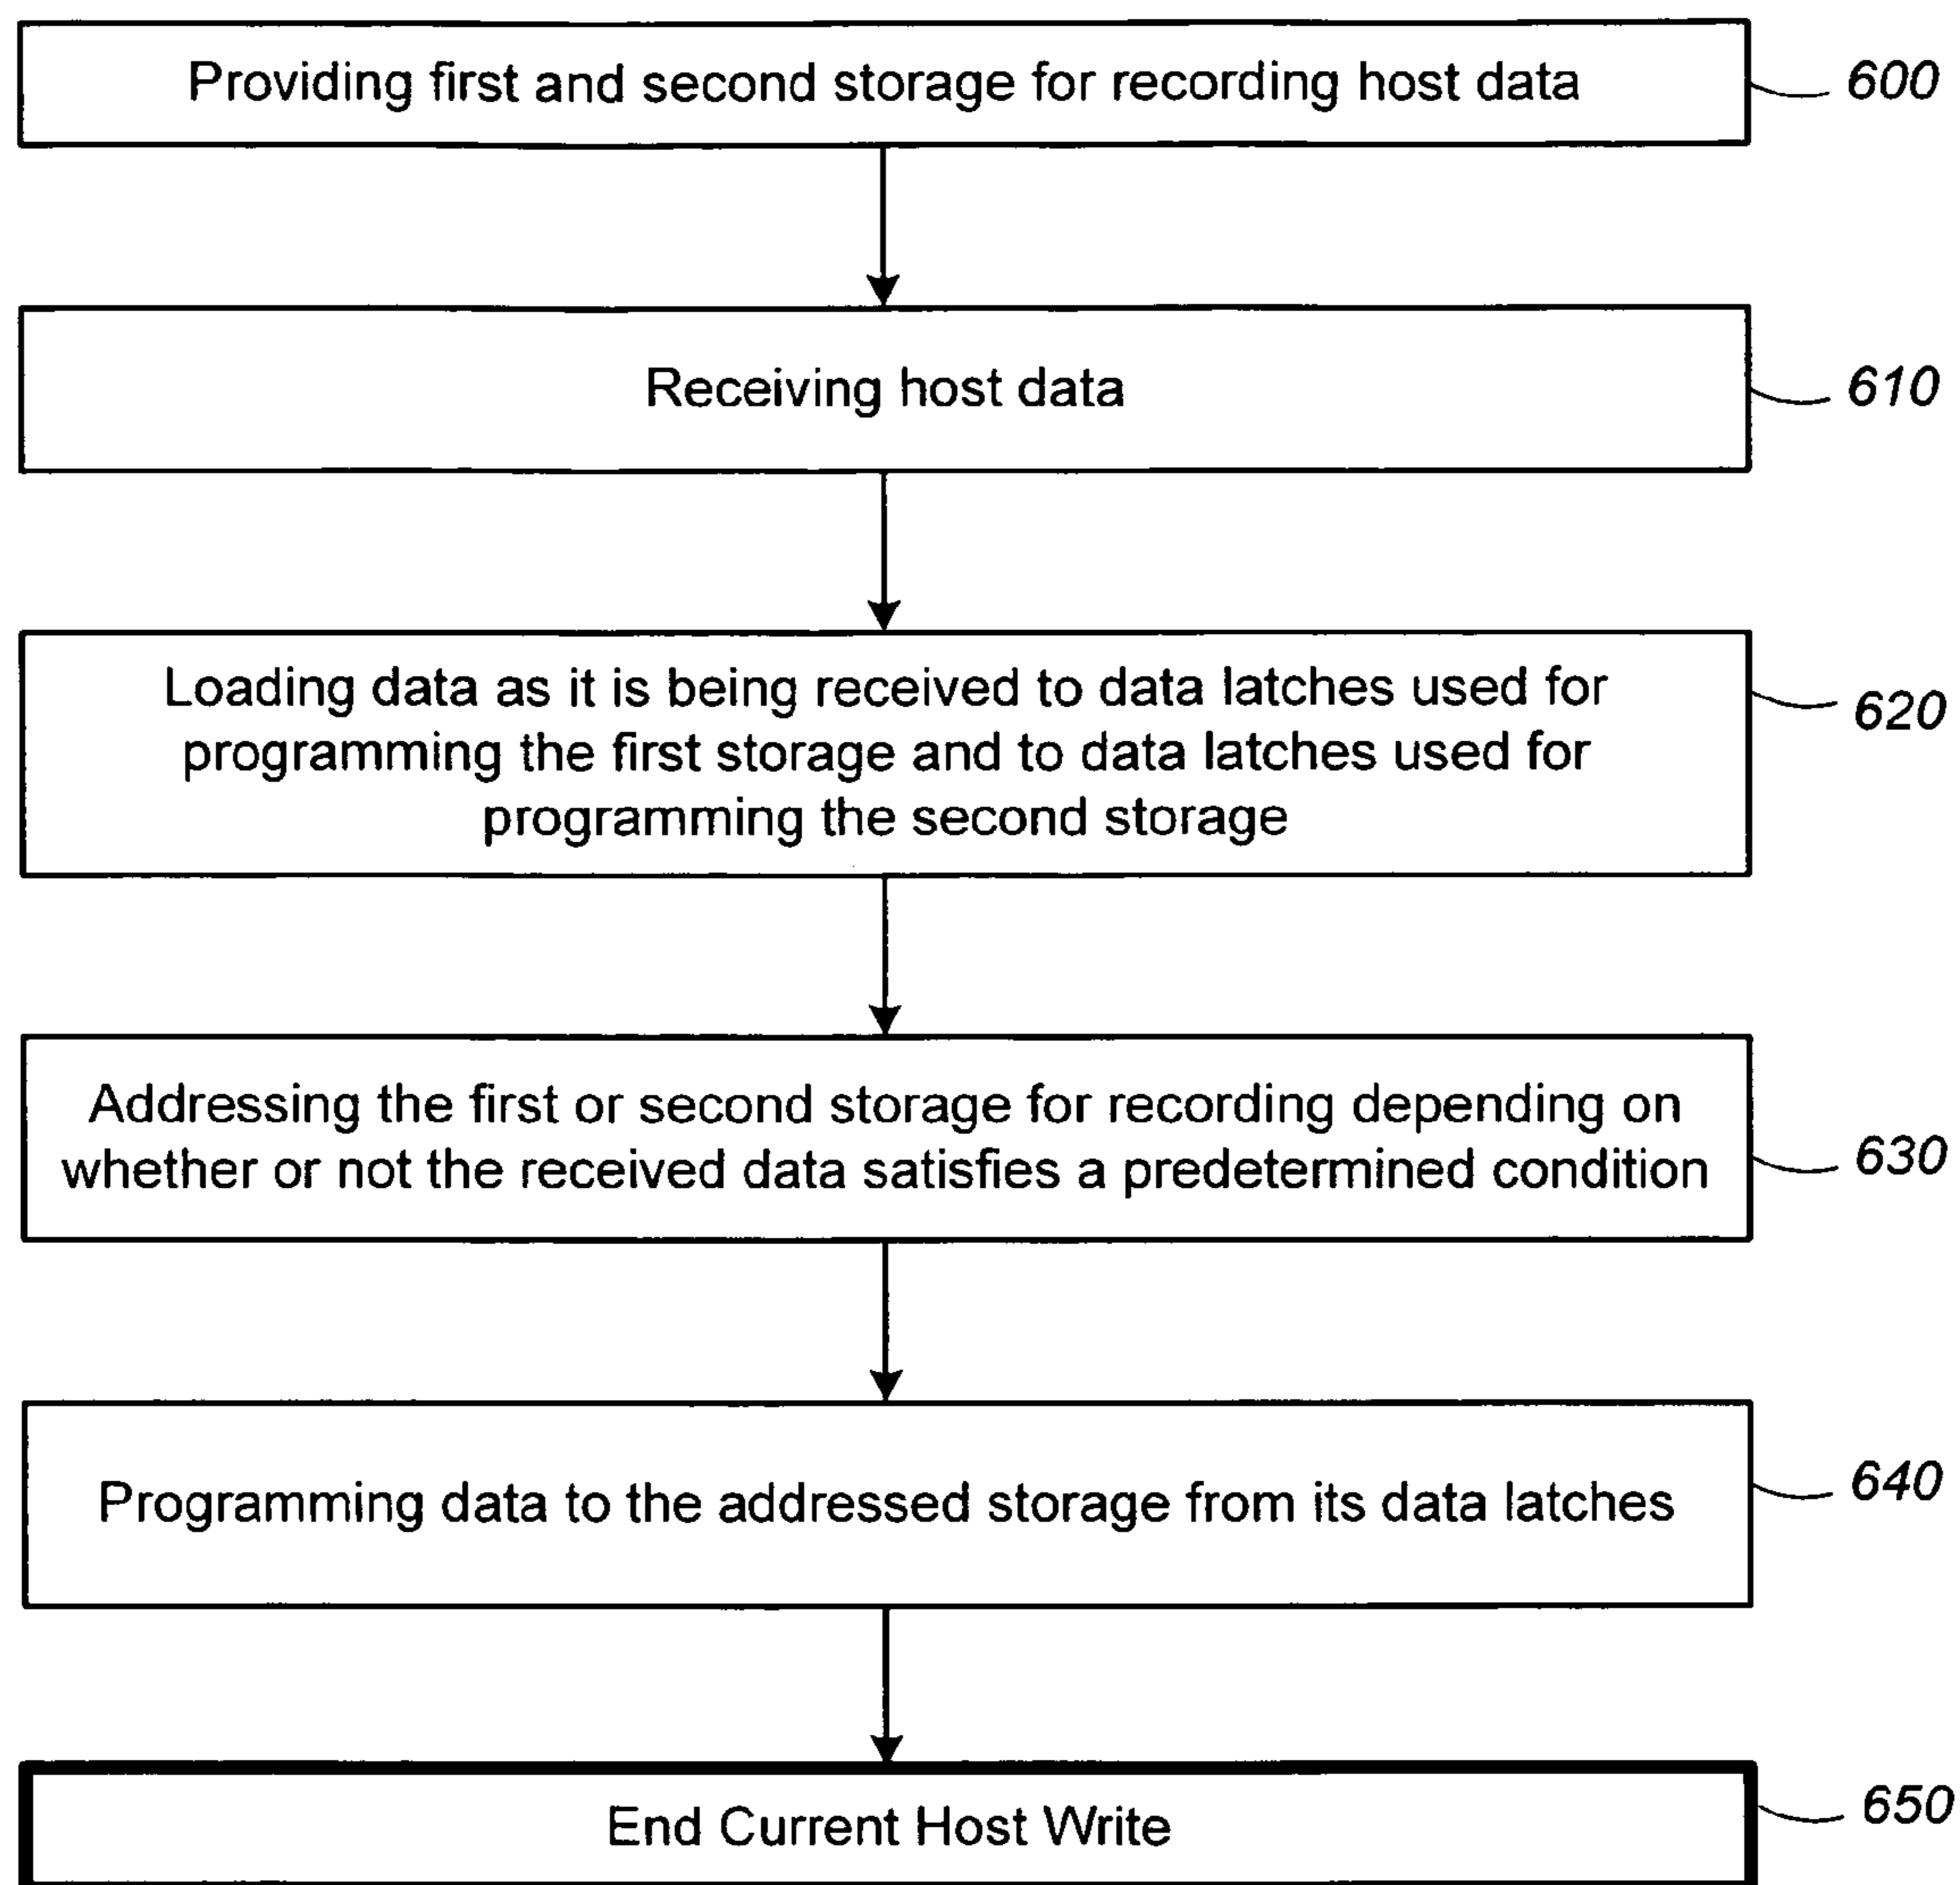 Providing first and second storage for recording host data
600
Receiving host data
610
Loading data as it is being received to data latches used for
programming the first storage and to data latches used for
programming the second storage
620
Addressing the first or second storage for recording depending on
whether or not the received data satisfies a predetermined condition
630
Programming data to the addressed storage from its data latches
640
End Current Host Write
650